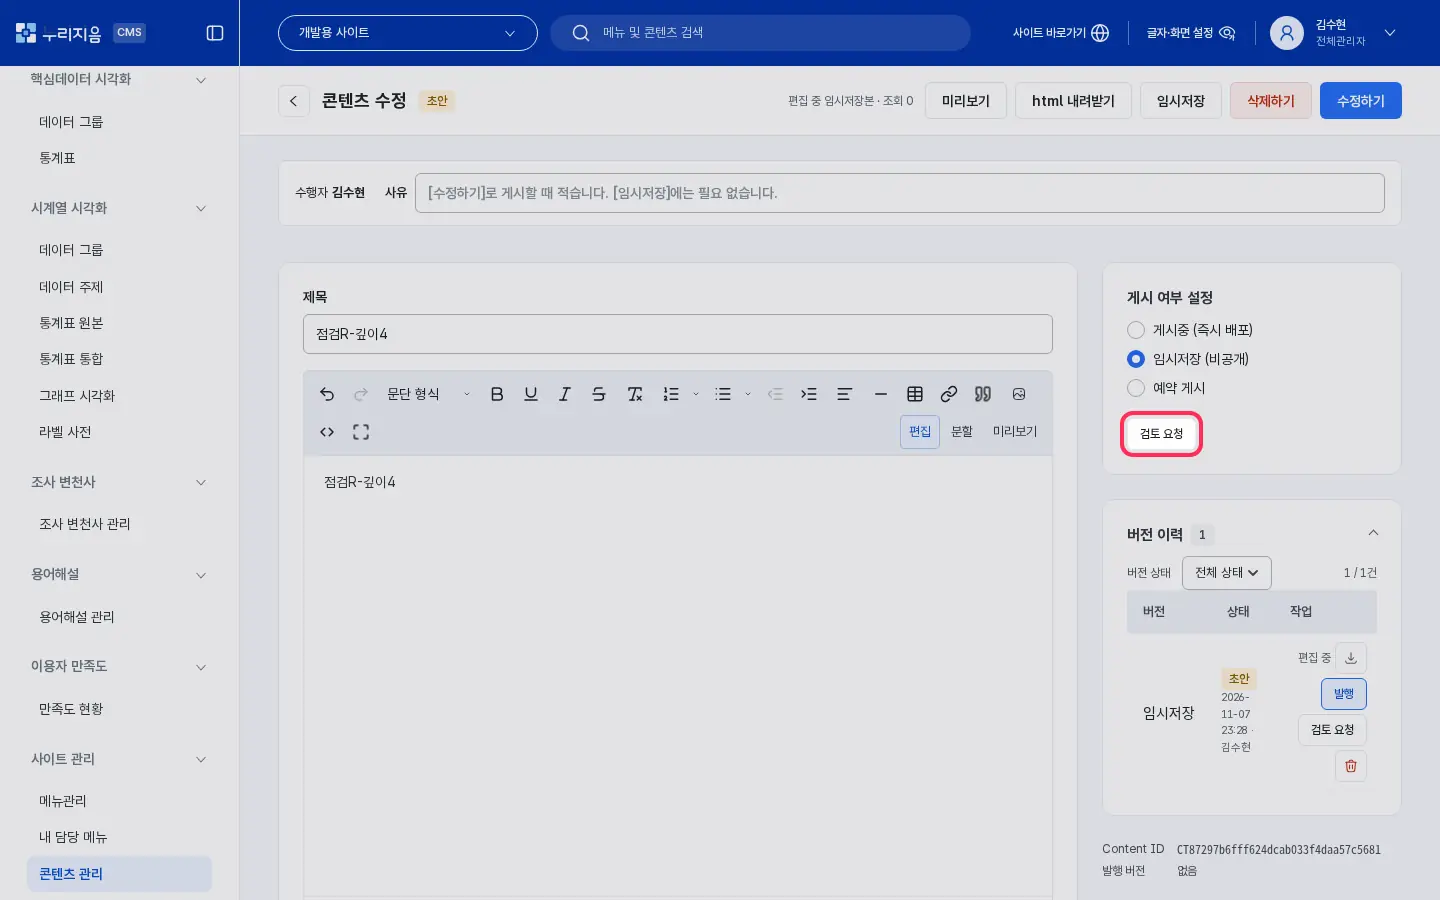 누리지음 CMS
개발용 사이트
메뉴 및 콘텐츠 검색
사이트 바로가기
글자·화면 설정
김수현
전체관리자
핵심데이터 시각화
데이터 그룹
통계표
시계열 시각화
데이터 그룹
데이터 주제
통계표 원본
통계표 통합
그래프 시각화
라벨 사전
조사 변천사
조사 변천사 관리
용어해설
용어해설 관리
이용자 만족도
만족도 현황
사이트 관리
메뉴관리
내 담당 메뉴
콘텐츠 관리
콘텐츠 수정 초안
편집 중 임시저장본 · 조회 0
미리보기
html 내려받기
임시저장
삭제하기
수정하기
수행자 김수현 사유 [수정하기]로 게시할 때 적습니다. [임시저장]에는 필요 없습니다.
제목
점검R-깊이4
문단 형식
편집 분할 미리보기
점검R-깊이4
게시 여부 설정
게시중 (즉시 배포)
임시저장 (비공개)
예약 게시
검토 요청
버전 이력 1
버전 상태 전체 상태 1 / 1건
버전 상태 작업
임시저장
초안
2026-
11-07
23:28 ·
김수현
편집 중
발행
검토 요청
Content ID CT87297b6fff624dcab033f4daa57c5681
발행 버전 없음